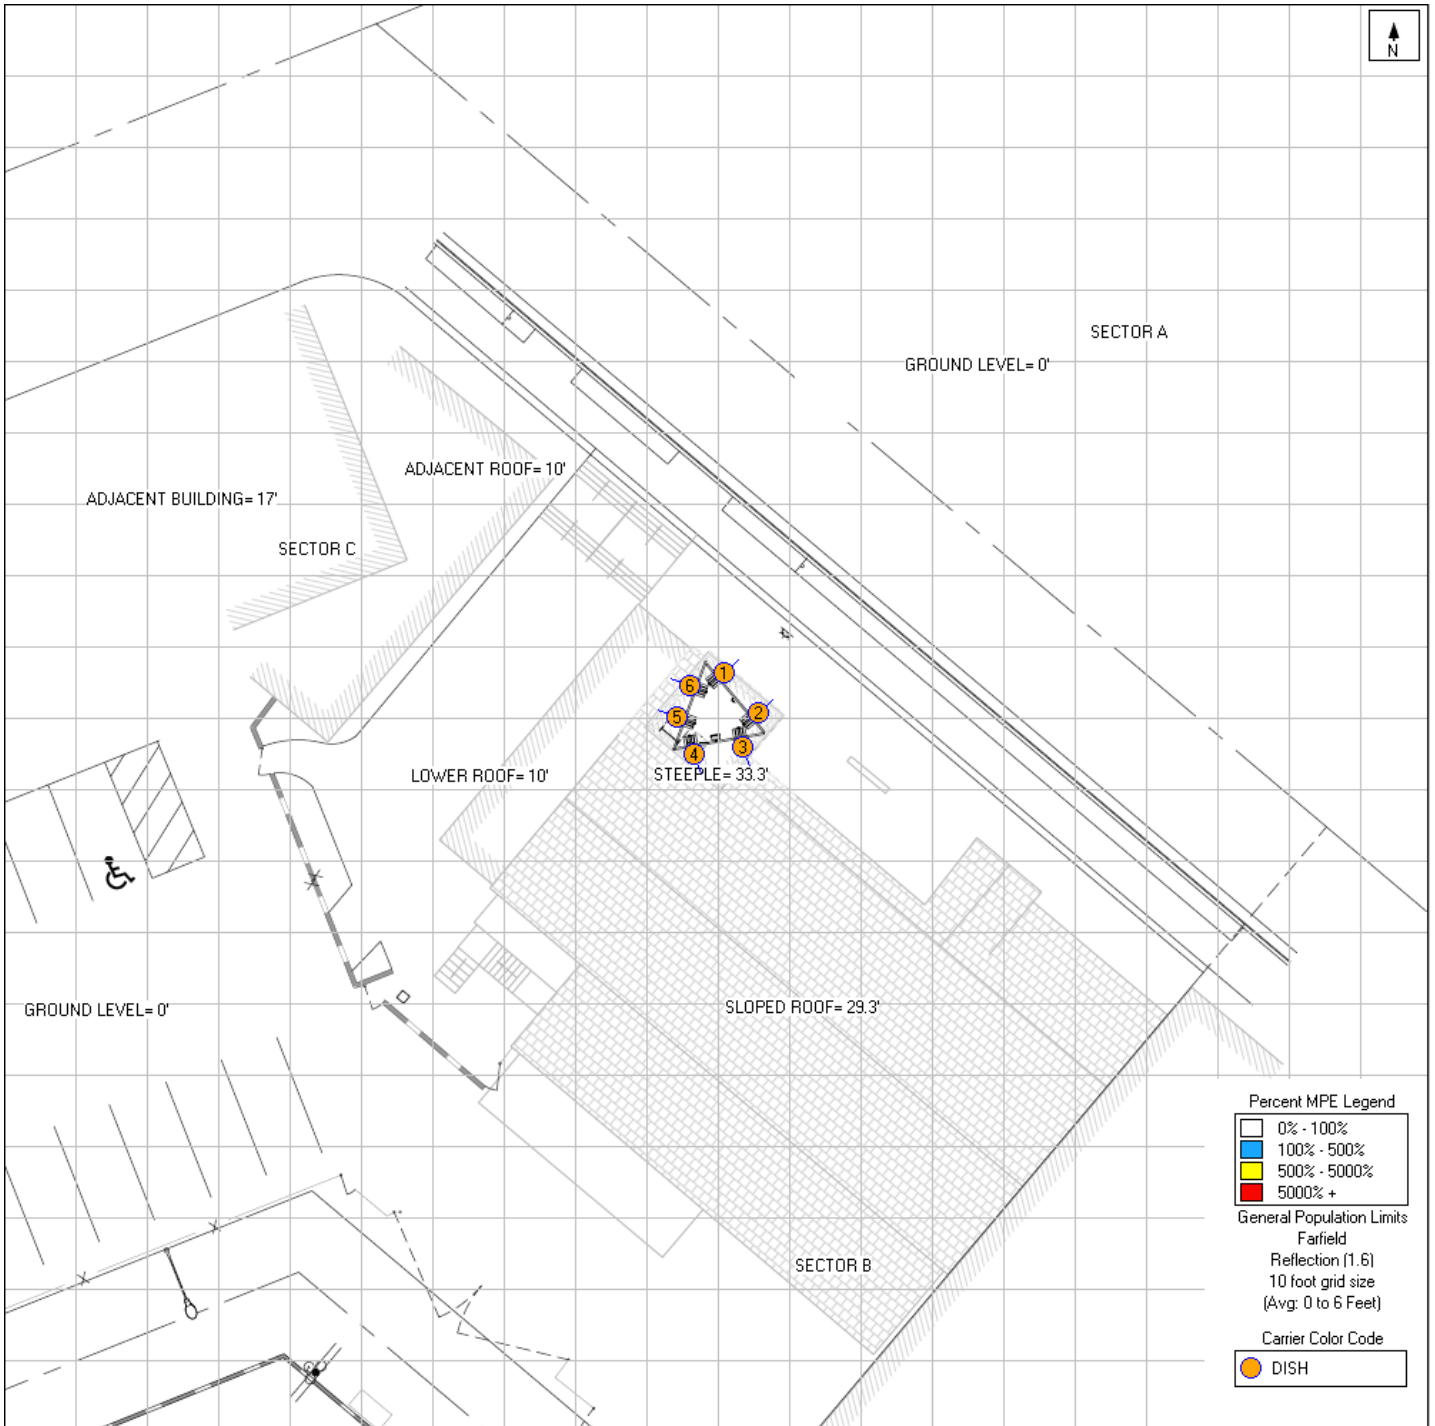 N
SECTOR A
GROUND LEVEL= 0'
ADJACENT ROOF= 10'
ADJACENT BUILDING= 17'
SECTOR C
1
6
2
5
3
4
LOWER ROOF= 10'
STEEPLE= 33.3'
SLOPED ROOF= 29.3'
GROUND LEVEL= 0'
SECTOR B
Percent MPE Legend
0% - 100%
100% - 500%
500% - 5000%
5000% +
General Population Limits
Farfield
Reflection (1.6)
10 foot grid size
(Avg: 0 to 6 Feet)
Carrier Color Code
DISH